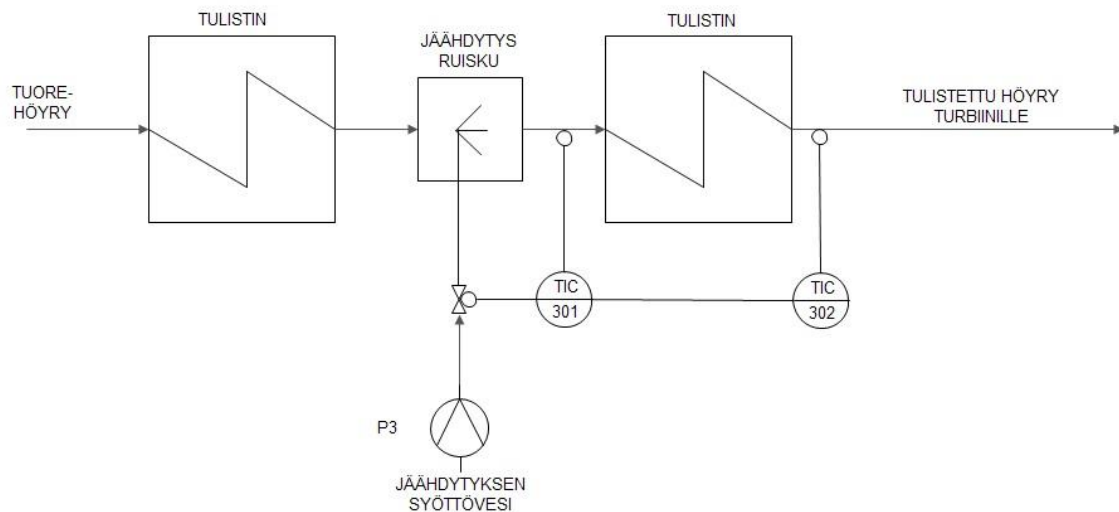 TULISTIN
JÄÄHDYTYS
RUISKU
TULISTIN
TUORE-
HÖYRY
TULISTETTU HÖYRY
TURBIINILLE
TIC
301
TIC
302
P3
JÄÄHDYTYKSEN
SYÖTTÖVESI